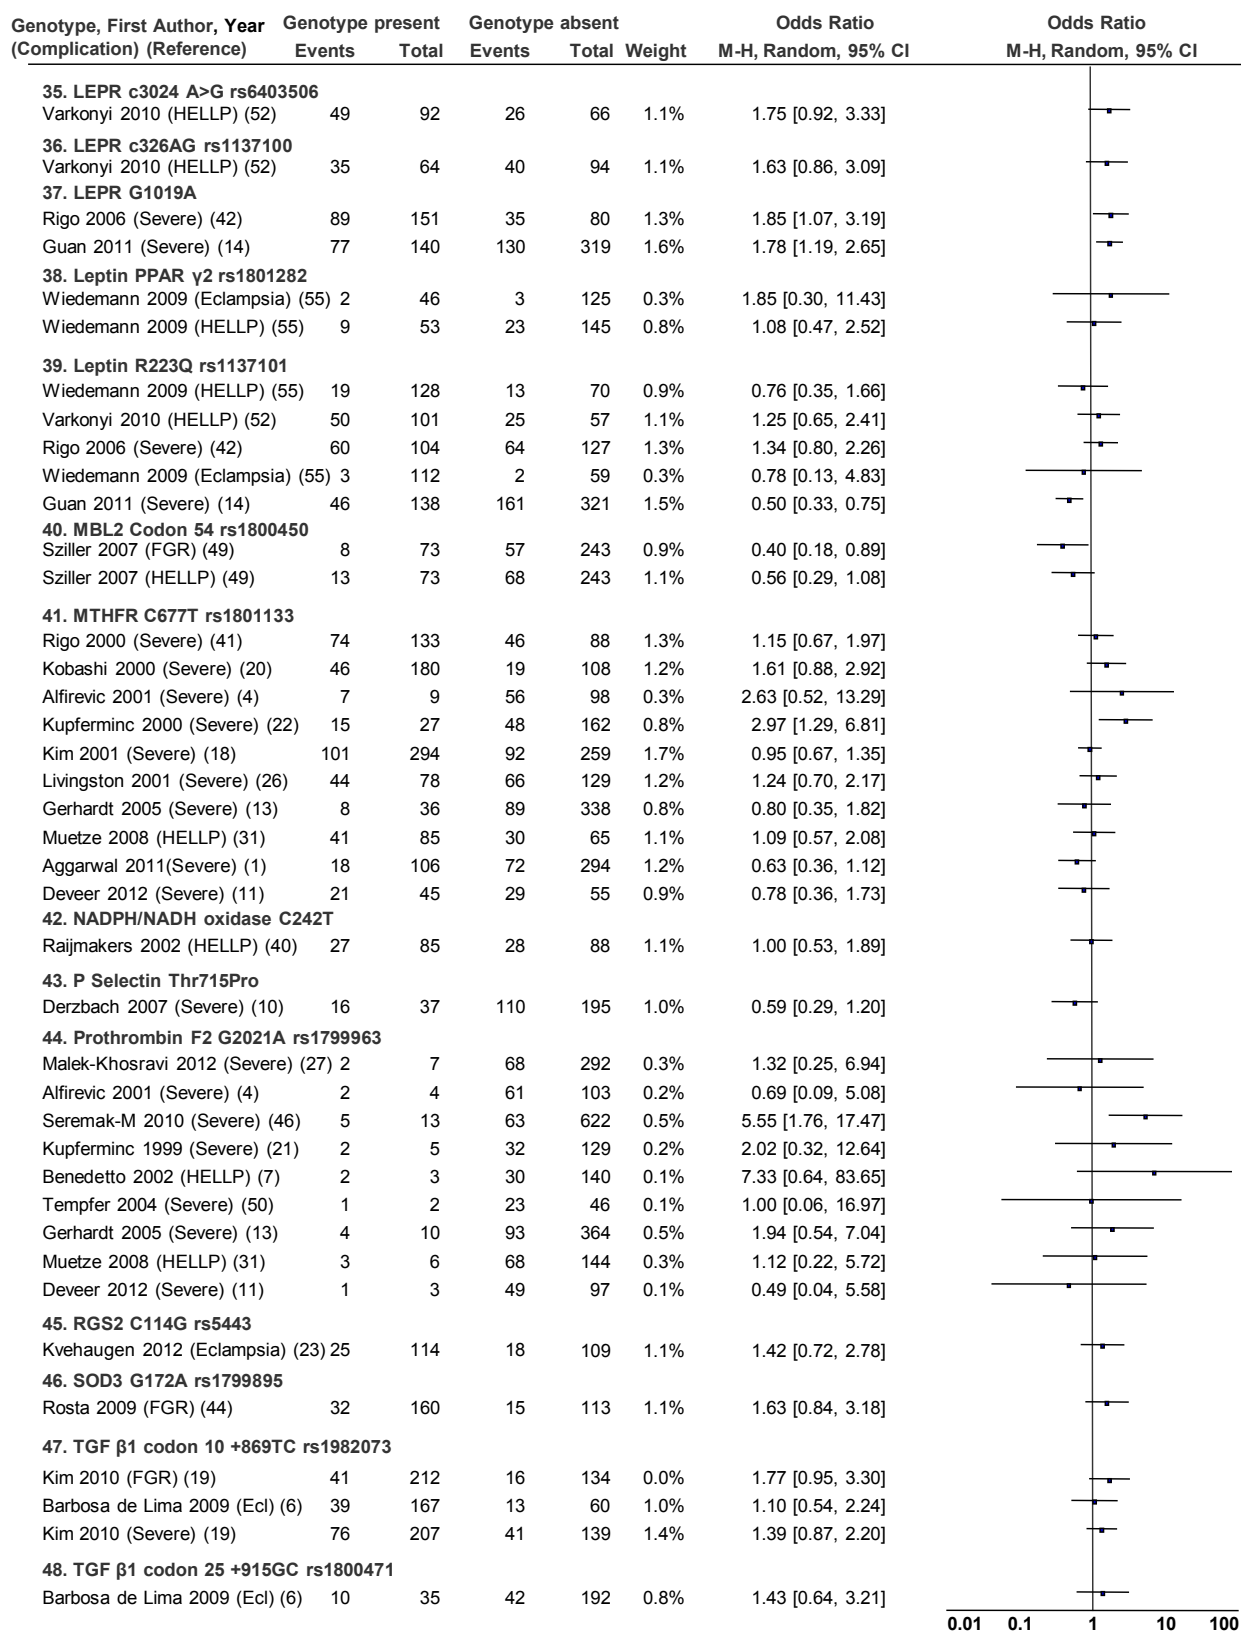 Genotype, First Author, Year Genotype present Genotype absent Odds Ratio Odds Ratio
(Complication) (Reference) Events Total Events Total Weight M-H, Random, 95% CI M-H, Random, 95% CI
35. LEPR c3024 A>G rs6403506
Varkonyi 2010 (HELLP) (52) 49 92 26 66 1.1% 1.75 [0.92, 3.33]
36. LEPR c326AG rs1137100
Varkonyi 2010 (HELLP) (52) 35 64 40 94 1.1% 1.63 [0.86, 3.09]
37. LEPR G1019A
Rigo 2006 (Severe) (42) 89 151 35 80 1.3% 1.85 [1.07, 3.19]
Guan 2011 (Severe) (14) 77 140 130 319 1.6% 1.78 [1.19, 2.65]
38. Leptin PPAR γ2 rs1801282
Wiedemann 2009 (Eclampsia) (55) 2 46 3 125 0.3% 1.85 [0.30, 11.43]
Wiedemann 2009 (HELLP) (55) 9 53 23 145 0.8% 1.08 [0.47, 2.52]
39. Leptin R223Q rs1137101
Wiedemann 2009 (HELLP) (55) 19 128 13 70 0.9% 0.76 [0.35, 1.66]
Varkonyi 2010 (HELLP) (52) 50 101 25 57 1.1% 1.25 [0.65, 2.41]
Rigo 2006 (Severe) (42) 60 104 64 127 1.3% 1.34 [0.80, 2.26]
Wiedemann 2009 (Eclampsia) (55) 3 112 2 59 0.3% 0.78 [0.13, 4.83]
Guan 2011 (Severe) (14) 46 138 161 321 1.5% 0.50 [0.33, 0.75]
40. MBL2 Codon 54 rs1800450
Sziller 2007 (FGR) (49) 8 73 57 243 0.9% 0.40 [0.18, 0.89]
Sziller 2007 (HELLP) (49) 13 73 68 243 1.1% 0.56 [0.29, 1.08]
41. MTHFR C677T rs1801133
Rigo 2000 (Severe) (41) 74 133 46 88 1.3% 1.15 [0.67, 1.97]
Kobashi 2000 (Severe) (20) 46 180 19 108 1.2% 1.61 [0.88, 2.92]
Alfirevic 2001 (Severe) (4) 7 9 56 98 0.3% 2.63 [0.52, 13.29]
Kupferminc 2000 (Severe) (22) 15 27 48 162 0.8% 2.97 [1.29, 6.81]
Kim 2001 (Severe) (18) 101 294 92 259 1.7% 0.95 [0.67, 1.35]
Livingston 2001 (Severe) (26) 44 78 66 129 1.2% 1.24 [0.70, 2.17]
Gerhardt 2005 (Severe) (13) 8 36 89 338 0.8% 0.80 [0.35, 1.82]
Muetze 2008 (HELLP) (31) 41 85 30 65 1.1% 1.09 [0.57, 2.08]
Aggarwal 2011(Severe) (1) 18 106 72 294 1.2% 0.63 [0.36, 1.12]
Deveer 2012 (Severe) (11) 21 45 29 55 0.9% 0.78 [0.36, 1.73]
42. NADPH/NADH oxidase C242T
Raijmakers 2002 (HELLP) (40) 27 85 28 88 1.1% 1.00 [0.53, 1.89]
43. P Selectin Thr715Pro
Derzbach 2007 (Severe) (10) 16 37 110 195 1.0% 0.59 [0.29, 1.20]
44. Prothrombin F2 G2021A rs1799963
Malek-Khosravi 2012 (Severe) (27) 2 7 68 292 0.3% 1.32 [0.25, 6.94]
Alfirevic 2001 (Severe) (4) 2 4 61 103 0.2% 0.69 [0.09, 5.08]
Seremak-M 2010 (Severe) (46) 5 13 63 622 0.5% 5.55 [1.76, 17.47]
Kupferminc 1999 (Severe) (21) 2 5 32 129 0.2% 2.02 [0.32, 12.64]
Benedetto 2002 (HELLP) (7) 2 3 30 140 0.1% 7.33 [0.64, 83.65]
Tempfer 2004 (Severe) (50) 1 2 23 46 0.1% 1.00 [0.06, 16.97]
Gerhardt 2005 (Severe) (13) 4 10 93 364 0.5% 1.94 [0.54, 7.04]
Muetze 2008 (HELLP) (31) 3 6 68 144 0.3% 1.12 [0.22, 5.72]
Deveer 2012 (Severe) (11) 1 3 49 97 0.1% 0.49 [0.04, 5.58]
45. RGS2 C114G rs5443
Kvehaugen 2012 (Eclampsia) (23) 25 114 18 109 1.1% 1.42 [0.72, 2.78]
46. SOD3 G172A rs1799895
Rosta 2009 (FGR) (44) 32 160 15 113 1.1% 1.63 [0.84, 3.18]
47. TGF β1 codon 10 +869TC rs1982073
Kim 2010 (FGR) (19) 41 212 16 134 0.0% 1.77 [0.95, 3.30]
Barbosa de Lima 2009 (Ecl) (6) 39 167 13 60 1.0% 1.10 [0.54, 2.24]
Kim 2010 (Severe) (19) 76 207 41 139 1.4% 1.39 [0.87, 2.20]
48. TGF β1 codon 25 +915GC rs1800471
Barbosa de Lima 2009 (Ecl) (6) 10 35 42 192 0.8% 1.43 [0.64, 3.21]
0.01 0.1 1 10 100